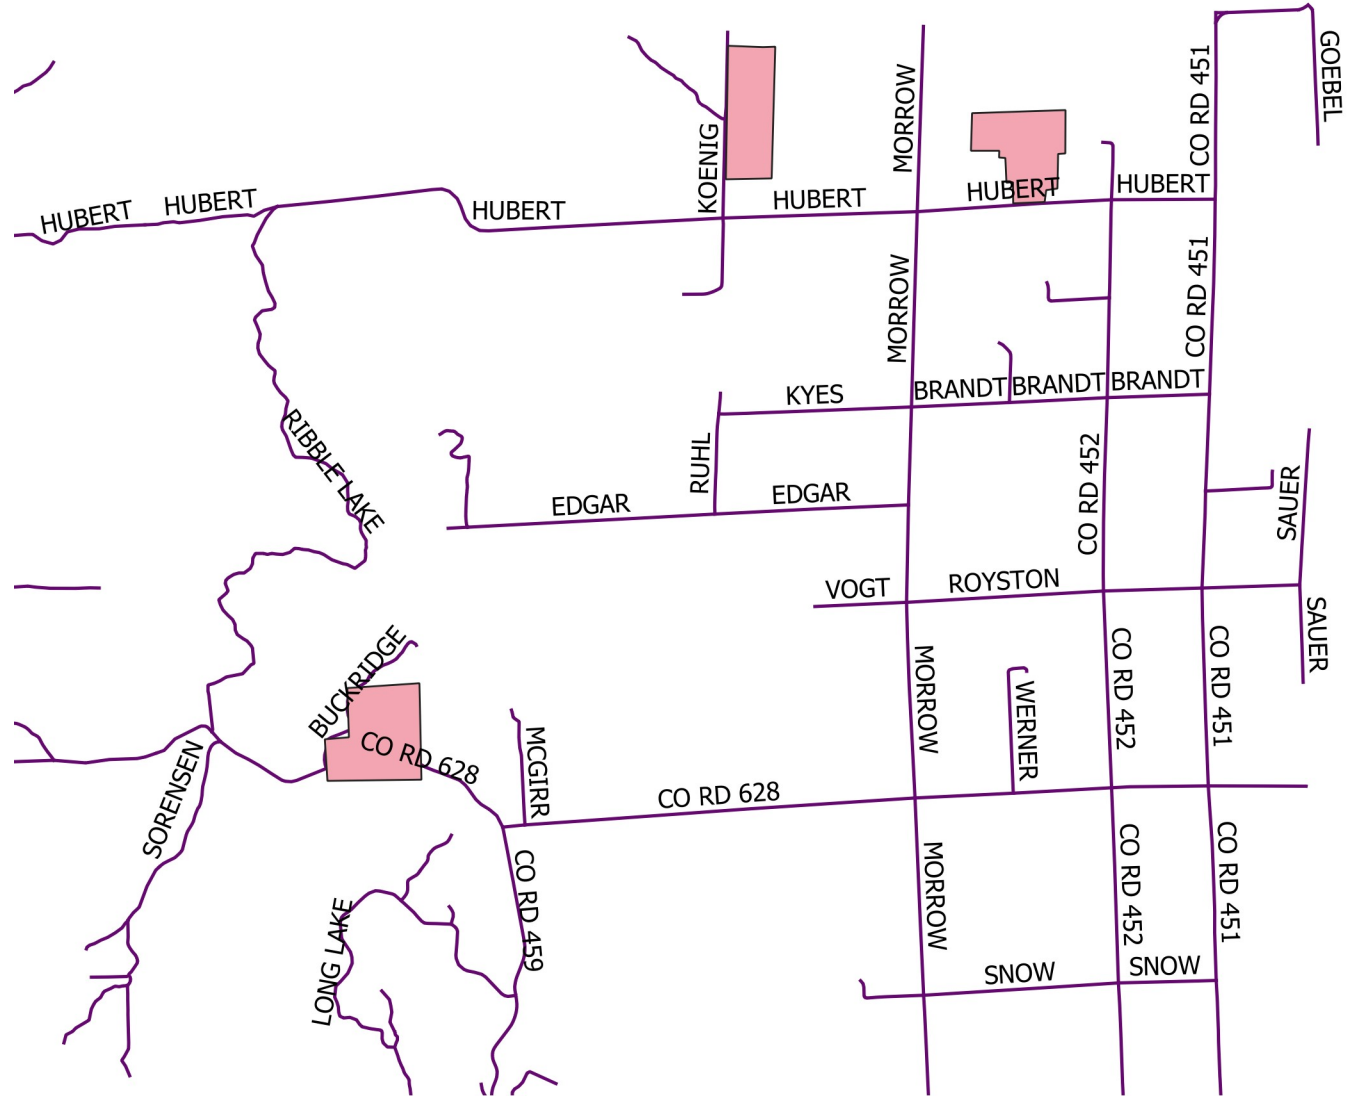 GOEBEL
CO RD 451
MORROW
KOENIG
HUBERT
HUBERT
HUBERT
HUBERT
HUBERT
HUBERT
CO RD 451
MORROW
KYES
BRANDT
BRANDT
BRANDT
RIBBLE LAKE
RUHL
CO RD 452
SAUER
EDGAR
EDGAR
VOGT
ROYSTON
SAUER
BUCKRIDGE
CO RD 628
SORENSEN
MCGIRR
MORROW
WERNER
CO RD 452
CO RD 451
CO RD 628
LONG LAKE
CO RD 459
MORROW
CO RD 452
CO RD 451
SNOW
SNOW